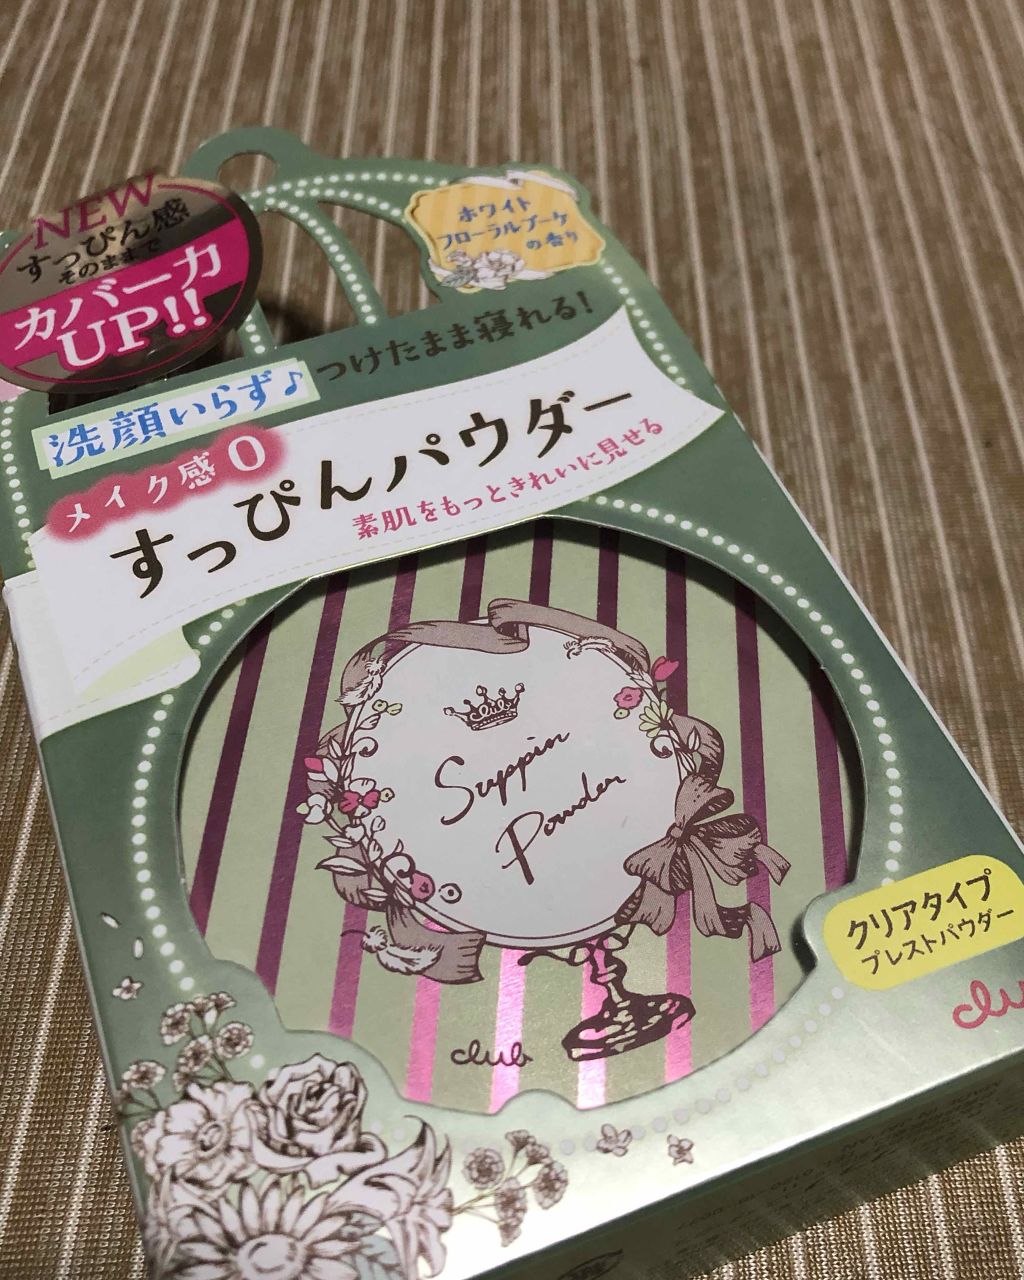 NEW
すっぴん感
そのままで
カバー力
UP!!
ホワイト
フローラルブーケ
の香り
洗顔いらず♪
つけたまま寝れる!
メイク感0
すっぴんパウダー
素肌をもっときれいに見せる
club
Suppin
Powder
club
クリアタイプ
プレストパウダー
clu